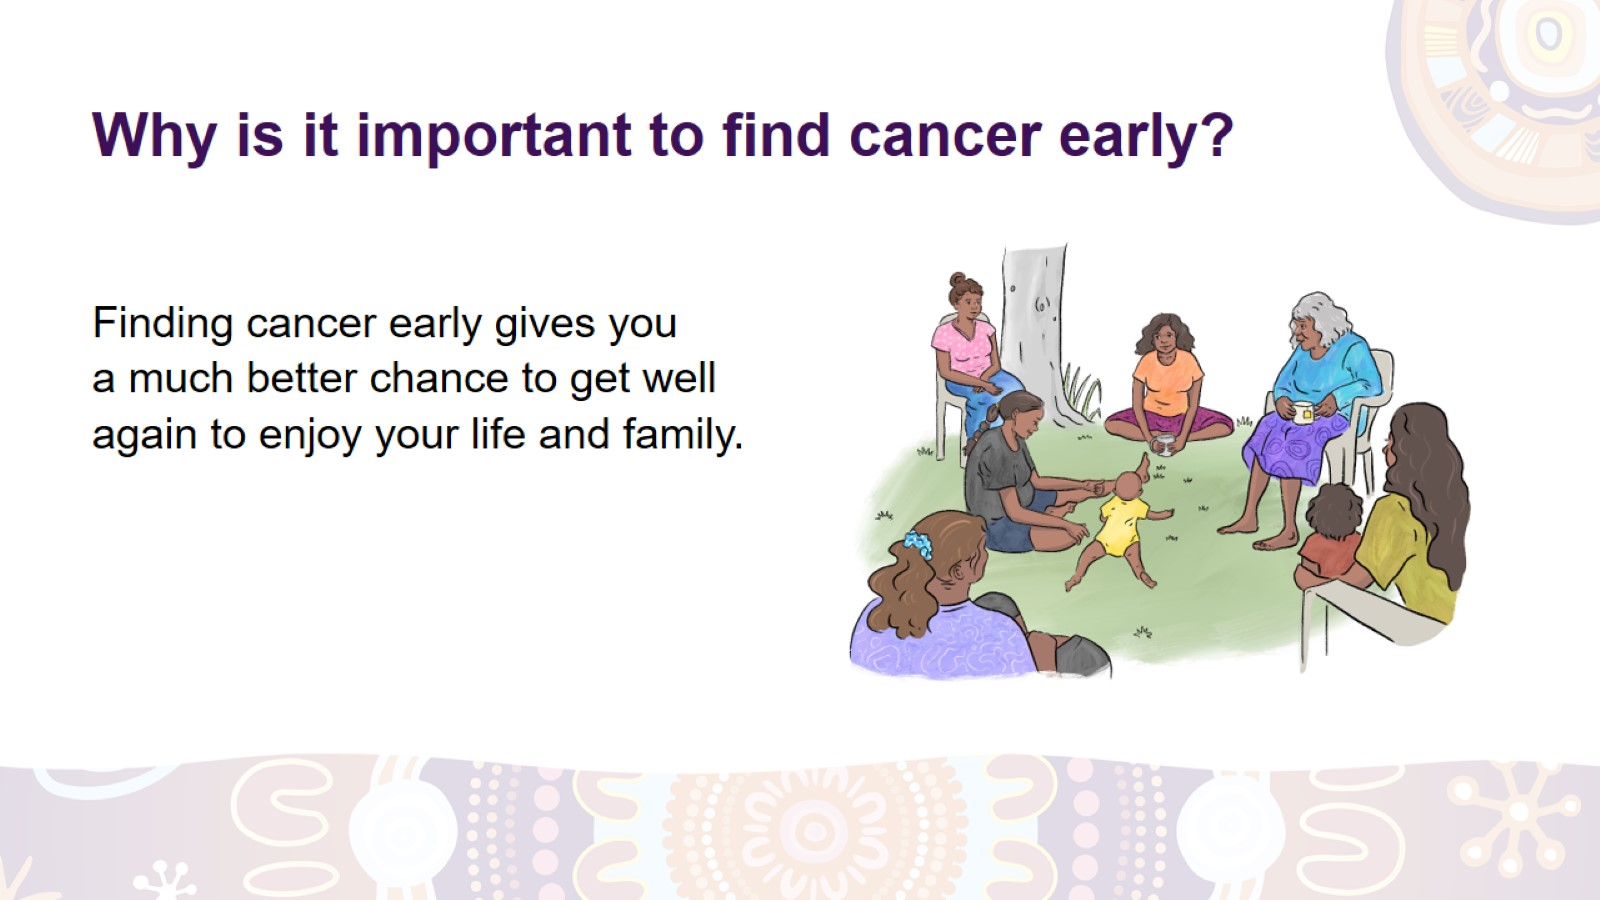 Why is it important to find cancer early?
Finding cancer early gives you
a much better chance to get well
again to enjoy your life and family.